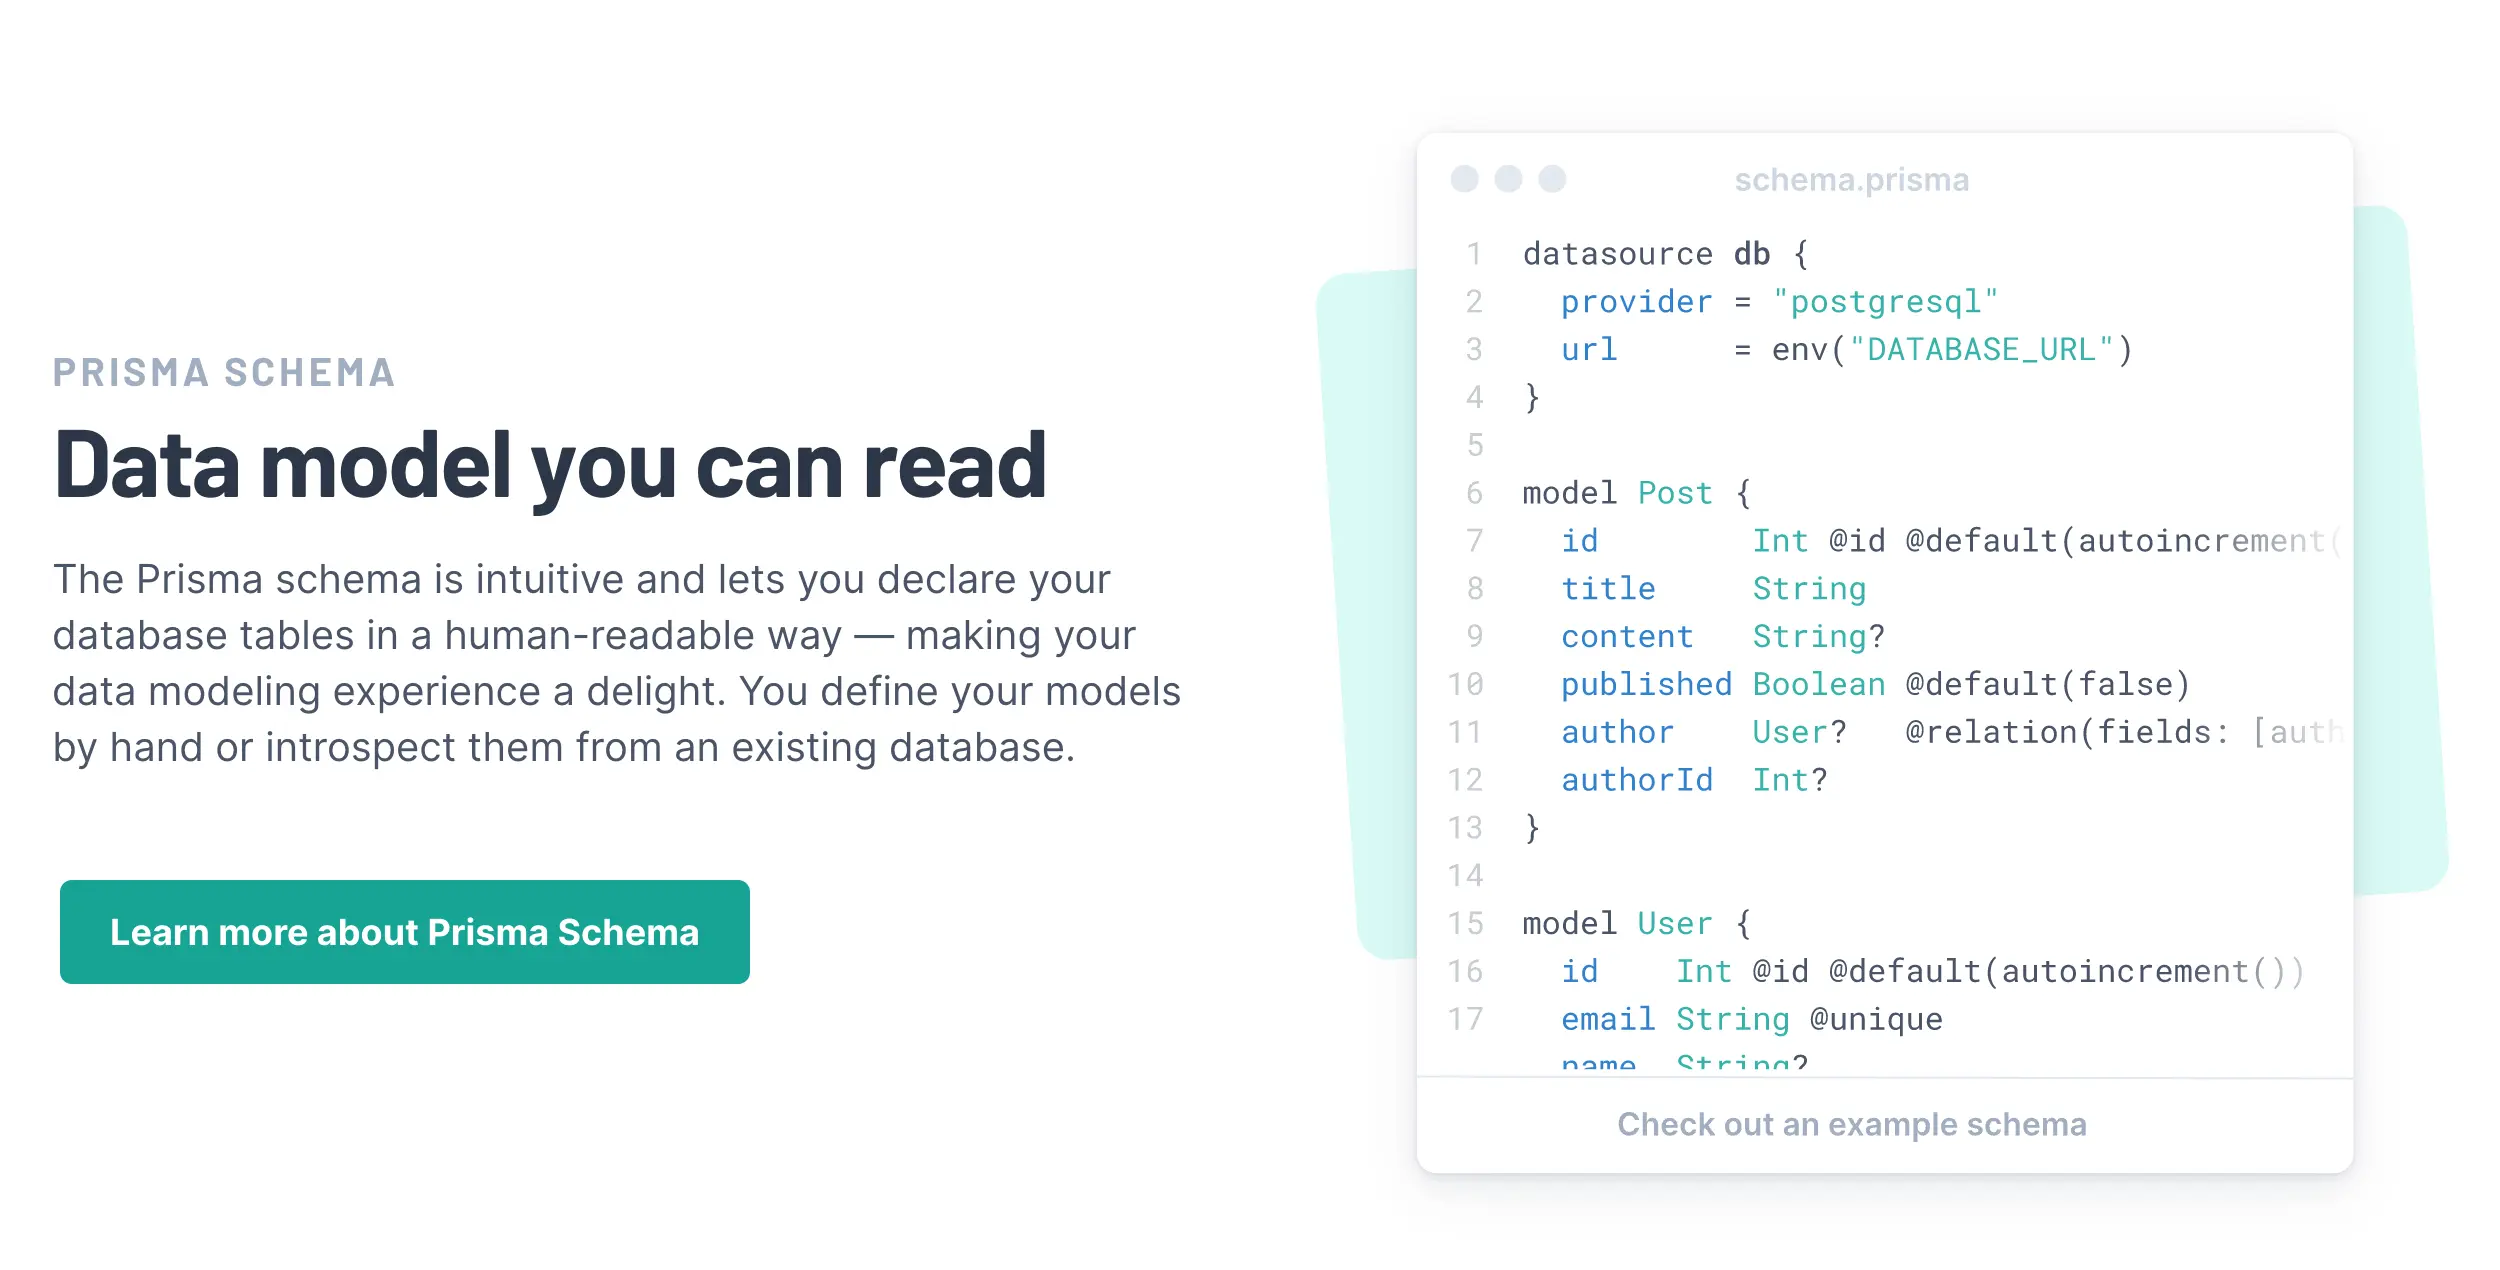 PRISMA SCHEMA
Data model you can read
The Prisma schema is intuitive and lets you declare your
database tables in a human-readable way — making your
data modeling experience a delight. You define your models
by hand or introspect them from an existing database.
Learn more about Prisma Schema
schema.prisma
1 datasource db {
2   provider = "postgresql"
3   url      = env("DATABASE_URL")
4 }
5
6 model Post {
7   id        Int @id @default(autoincrement(
8   title     String
9   content   String?
10   published Boolean @default(false)
11   author    User?   @relation(fields: [auth
12   authorId  Int?
13 }
14
15 model User {
16   id    Int @id @default(autoincrement())
17   email String @unique
  name  String?
Check out an example schema